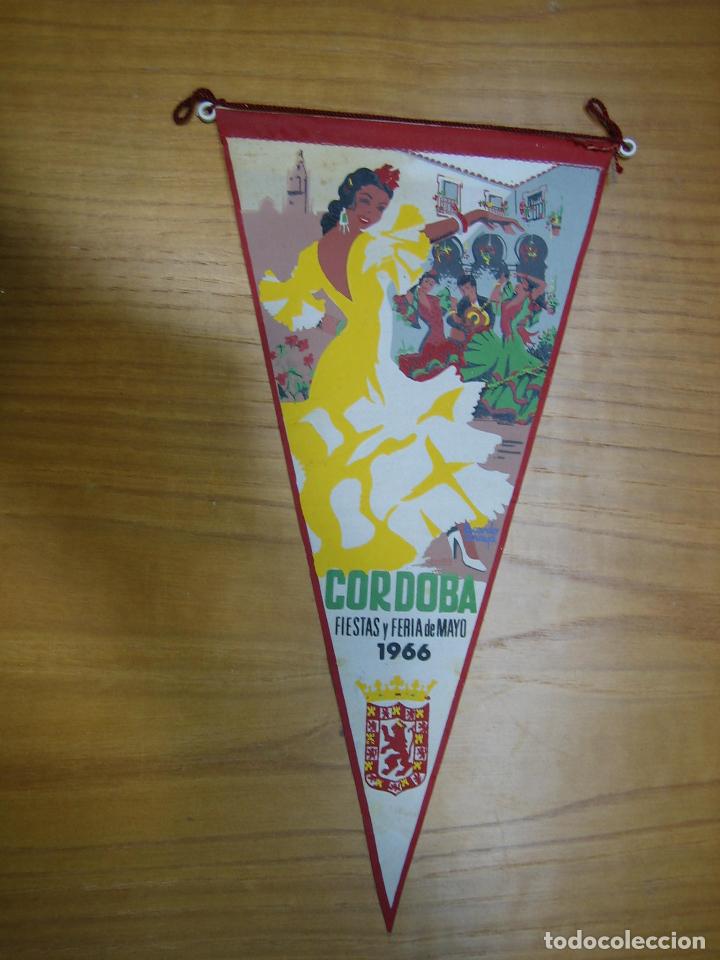 CORDOBA
FIESTAS y FERIA de MAYO
1966
todocoleccion